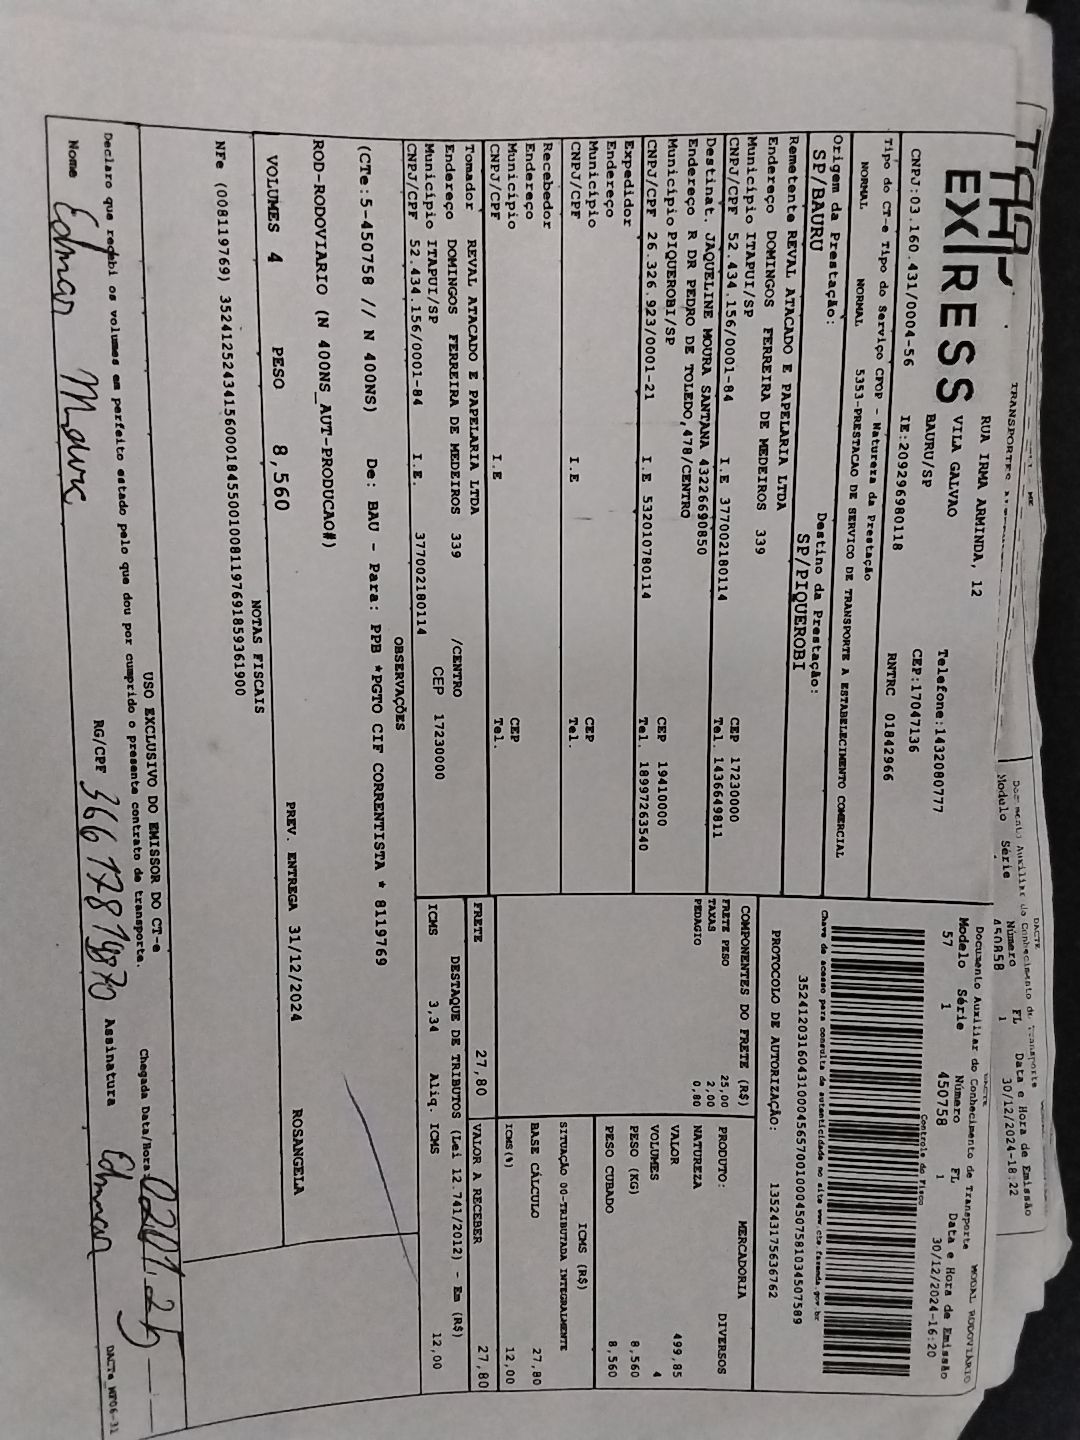 TRANSPORTES
DACTE
Documento Auxiliar do Conhecimento de Transporte
Modulo Série Número FL Data e Hora de Emissão
450858 1 30/12/2024-18:22
EXPRESS
RUA IRMA ARMINDA, 12
VILA GALVAO Telefone:1432080777
BAURU/SP CEP:17047136
CNPJ:03.160.431/0004-56 IE:209296980118 RNTRC 01842966
DACTE
Documento Auxiliar do Conhecimento de Transporte MODAL RODOVIÁRIO
Modelo Série Número FL Data e Hora de Emissão
57 1 450758 1 30/12/2024-16:20
Controle do Fisco
Tipo do CT-e Tipo do Serviço CFOP - Natureza da Prestação
NORMAL NORMAL 5353-PRESTACAO DE SERVICO DE TRANSPORTE A ESTABELECIMENTO COMERCIAL
Chave de acesso para consulta de autenticidade no site www.cte.fazenda.gov.br
35241203160431000456570010004507581034507589
Origem da Prestação: Destino da Prestação:
SP/BAURU SP/PIQUEROBI
PROTOCOLO DE AUTORIZAÇÃO: 135243175636762
Remetente REVAL ATACADO E PAPELARIA LTDA
Endereço DOMINGOS FERREIRA DE MEDEIROS 339
Município ITAPUI/SP CEP 17230000
CNPJ/CPF 52.434.156/0001-84 I.E 377002180114 Tel. 1436649811
Destinat. JAQUELINE MOURA SANTANA 43226690850
Endereço R DR PEDRO DE TOLEDO,478/CENTRO
Município PIQUEROBI/SP CEP 19410000
CNPJ/CPF 26.326.923/0001-21 I.E 532010780114 Tel. 18997263540
Expedidor
Endereço
Município CEP
CNPJ/CPF I.E Tel.
Recebedor
Endereço
Município CEP
CNPJ/CPF I.E Tel.
Tomador REVAL ATACADO E PAPELARIA LTDA
Endereço DOMINGOS FERREIRA DE MEDEIROS 339 /CENTRO
Município ITAPUI/SP CEP 17230000
CNPJ/CPF 52.434.156/0001-84 I.E. 377002180114
COMPONENTES DO FRETE (R$)
FRETE PESO 25,00
TAXAS 2,00
PEDAGIO 0,80
FRETE 27,80
MERCADORIA
PRODUTO: DIVERSOS
NATUREZA
VALOR 499,85
VOLUMES 4
PESO (KG) 8,560
PESO CUBADO 8,560
ICMS (R$)
SITUAÇÃO 00-TRIBUTADA INTEGRALMENTE
BASE CÁLCULO 27,80
ICMS(%) 12,00
VALOR A RECEBER 27,80
DESTAQUE DE TRIBUTOS (Lei 12.741/2012) - Em (R$)
ICMS 3,34 Aliq. ICMS 12,00
OBSERVAÇÕES
(CTe:5-450758 // N 400NS) De: BAU - Para: PPB *PGTO CIF CORRENTISTA * 8119769
ROD-RODOVIARIO (N 400NS_AUT-PRODUCAO#)
VOLUMES 4 PESO 8,560 PREV. ENTREGA 31/12/2024 ROSANGELA
NOTAS FISCAIS
NFe (008119769) 35241252434156000184550010081197691859361900
USO EXCLUSIVO DO EMISSOR DO CT-e
Declaro que recebi os volumes em perfeito estado pelo que dou por cumprido o presente contrato de transporte. Chegada Data/Hora: 02 01 25
Nome Edmar RG/CPF Assinatura Edmar
DACTe_MF06-31